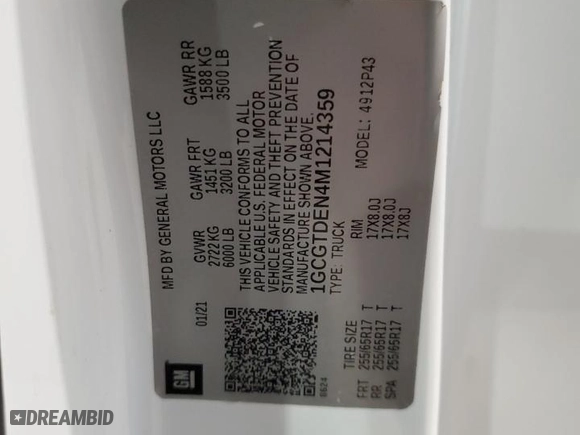 MFD BY GENERAL MOTORS LLC
01/21
GVWR
2722 KG
6000 LB
GAWR FRT
1451 KG
3200 LB
GAWR RR
1588 KG
3500 LB
THIS VEHICLE CONFORMS TO ALL
APPLICABLE U.S. FEDERAL MOTOR
VEHICLE SAFETY AND THEFT PREVENTION
STANDARDS IN EFFECT ON THE DATE OF
MANUFACTURE SHOWN ABOVE.
1GCGTDEN4M1214359
TYPE: TRUCK
MODEL: 4912P43
GM
8624
TIRE SIZE
RIM
FRT 255/65R17 T 17X8.0J
RR 255/65R17 T 17X8.0J
SPA 255/65R17 T 17X8J
DREAMBID